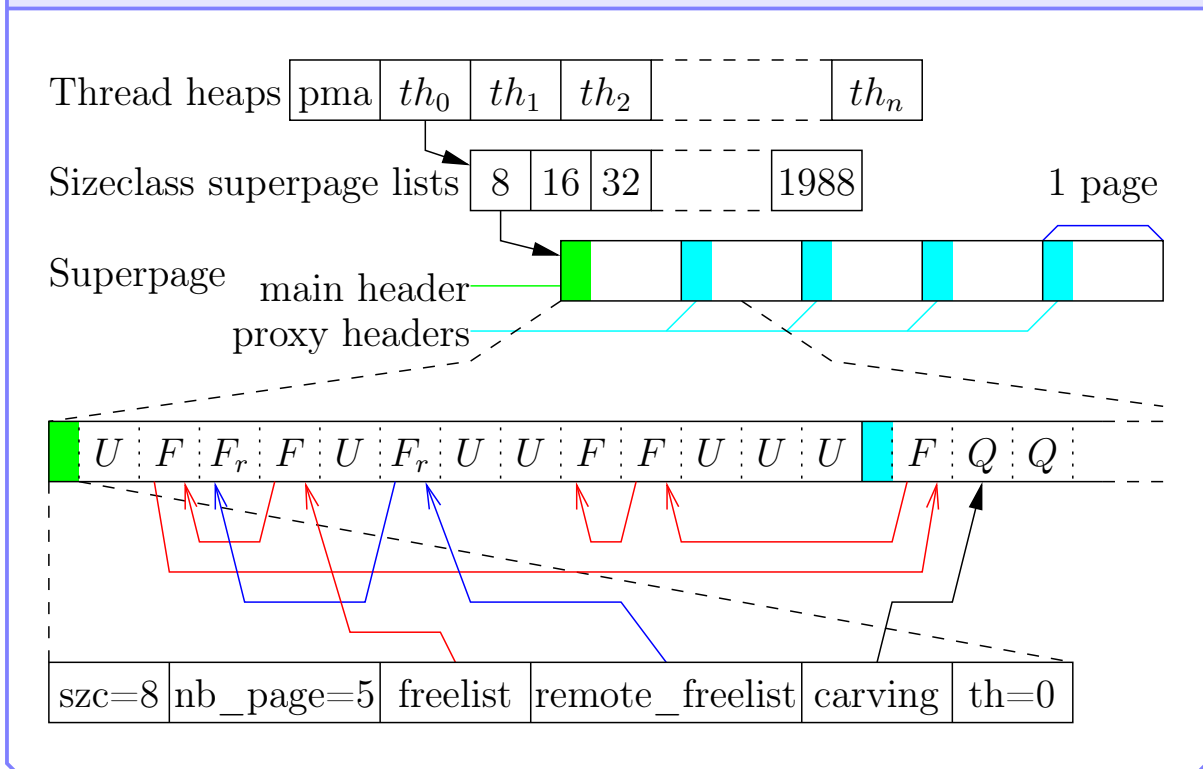 Thread heaps pma th₀ th₁ th₂ thₙ
Sizeclass superpage lists 8 16 32 1988 1 page
Superpage
main header
proxy headers
U F Fᵣ F U Fᵣ U U F F U U U F Q Q
szc=8 nb_page=5 freelist remote_freelist carving th=0